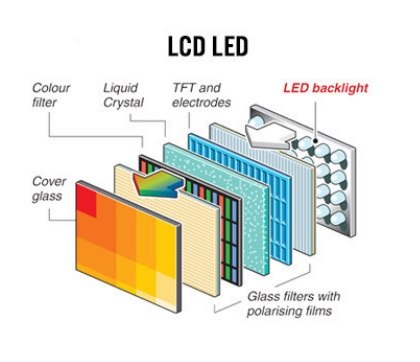 LCD LED
Colour
filter
Liquid
Crystal
TFT and
electrodes
LED backlight
Cover
glass
Glass filters with
polarising films